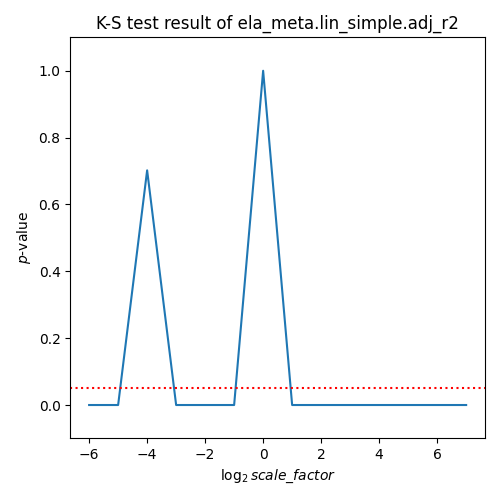 K-S test result of ela_meta.lin_simple.adj_r2
1.0
0.8
0.6
0.4
0.2
0.0
p-value
−6 −4 −2 0 2 4 6
log₂ scale_factor